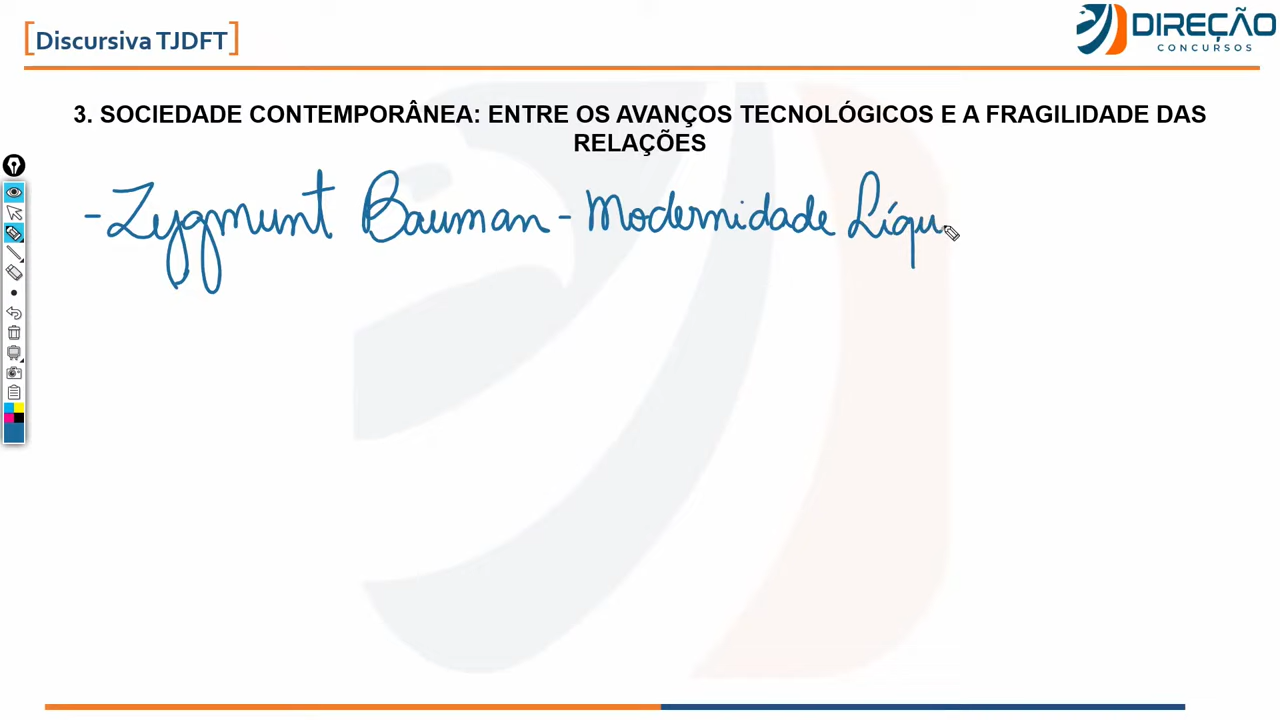 [Discursiva TJDFT]
DIREÇÃO
CONCURSOS
3. SOCIEDADE CONTEMPORÂNEA: ENTRE OS AVANÇOS TECNOLÓGICOS E A FRAGILIDADE DAS
RELAÇÕES
- Zygmunt Bauman - Modernidade Líqu